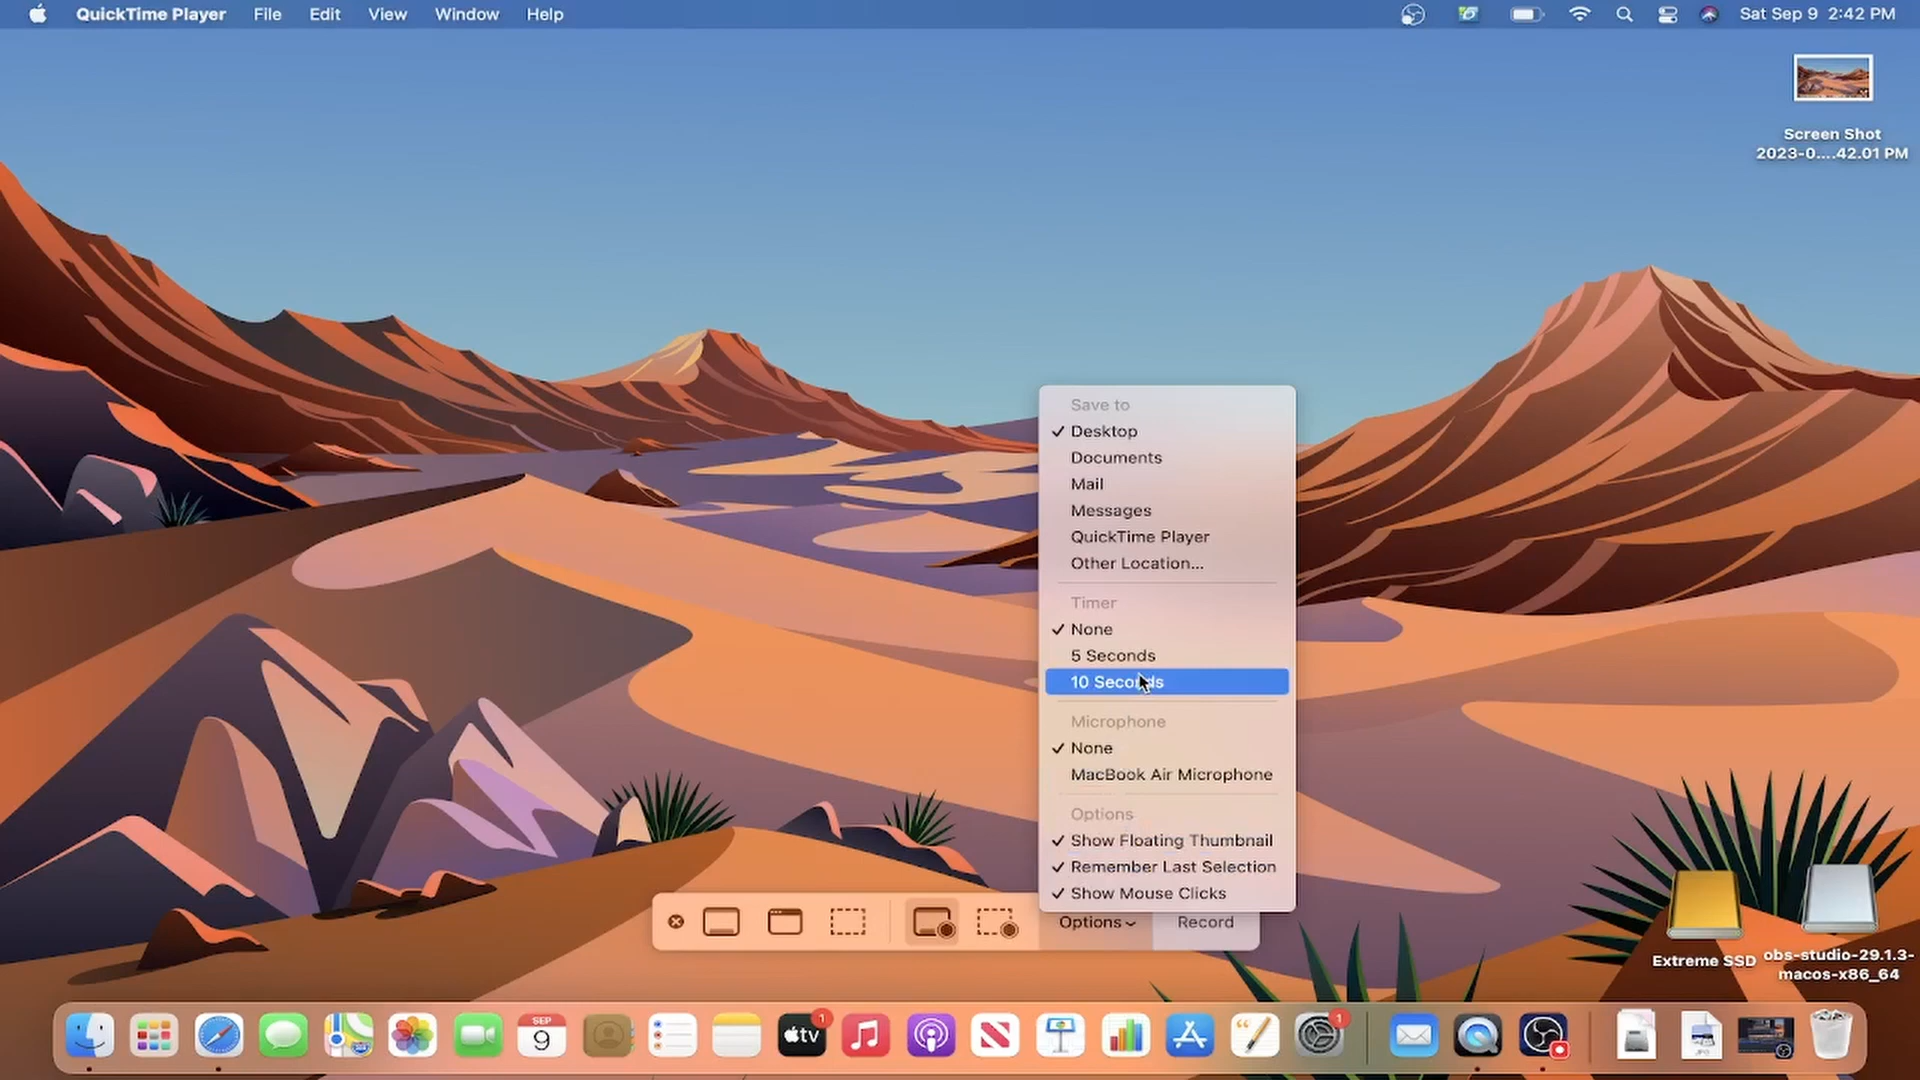 QuickTime Player File Edit View Window Help Sat Sep 9 2:42 PM
Screen Shot
2023-0....42.01 PM
Save to
✓ Desktop
Documents
Mail
Messages
QuickTime Player
Other Location...
Timer
✓ None
5 Seconds
10 Seconds
Microphone
✓ None
MacBook Air Microphone
Options
✓ Show Floating Thumbnail
✓ Remember Last Selection
✓ Show Mouse Clicks
Options Record
Extreme SSD
obs-studio-29.1.3-
macos-x86_64
SEP
9
tv
1
1